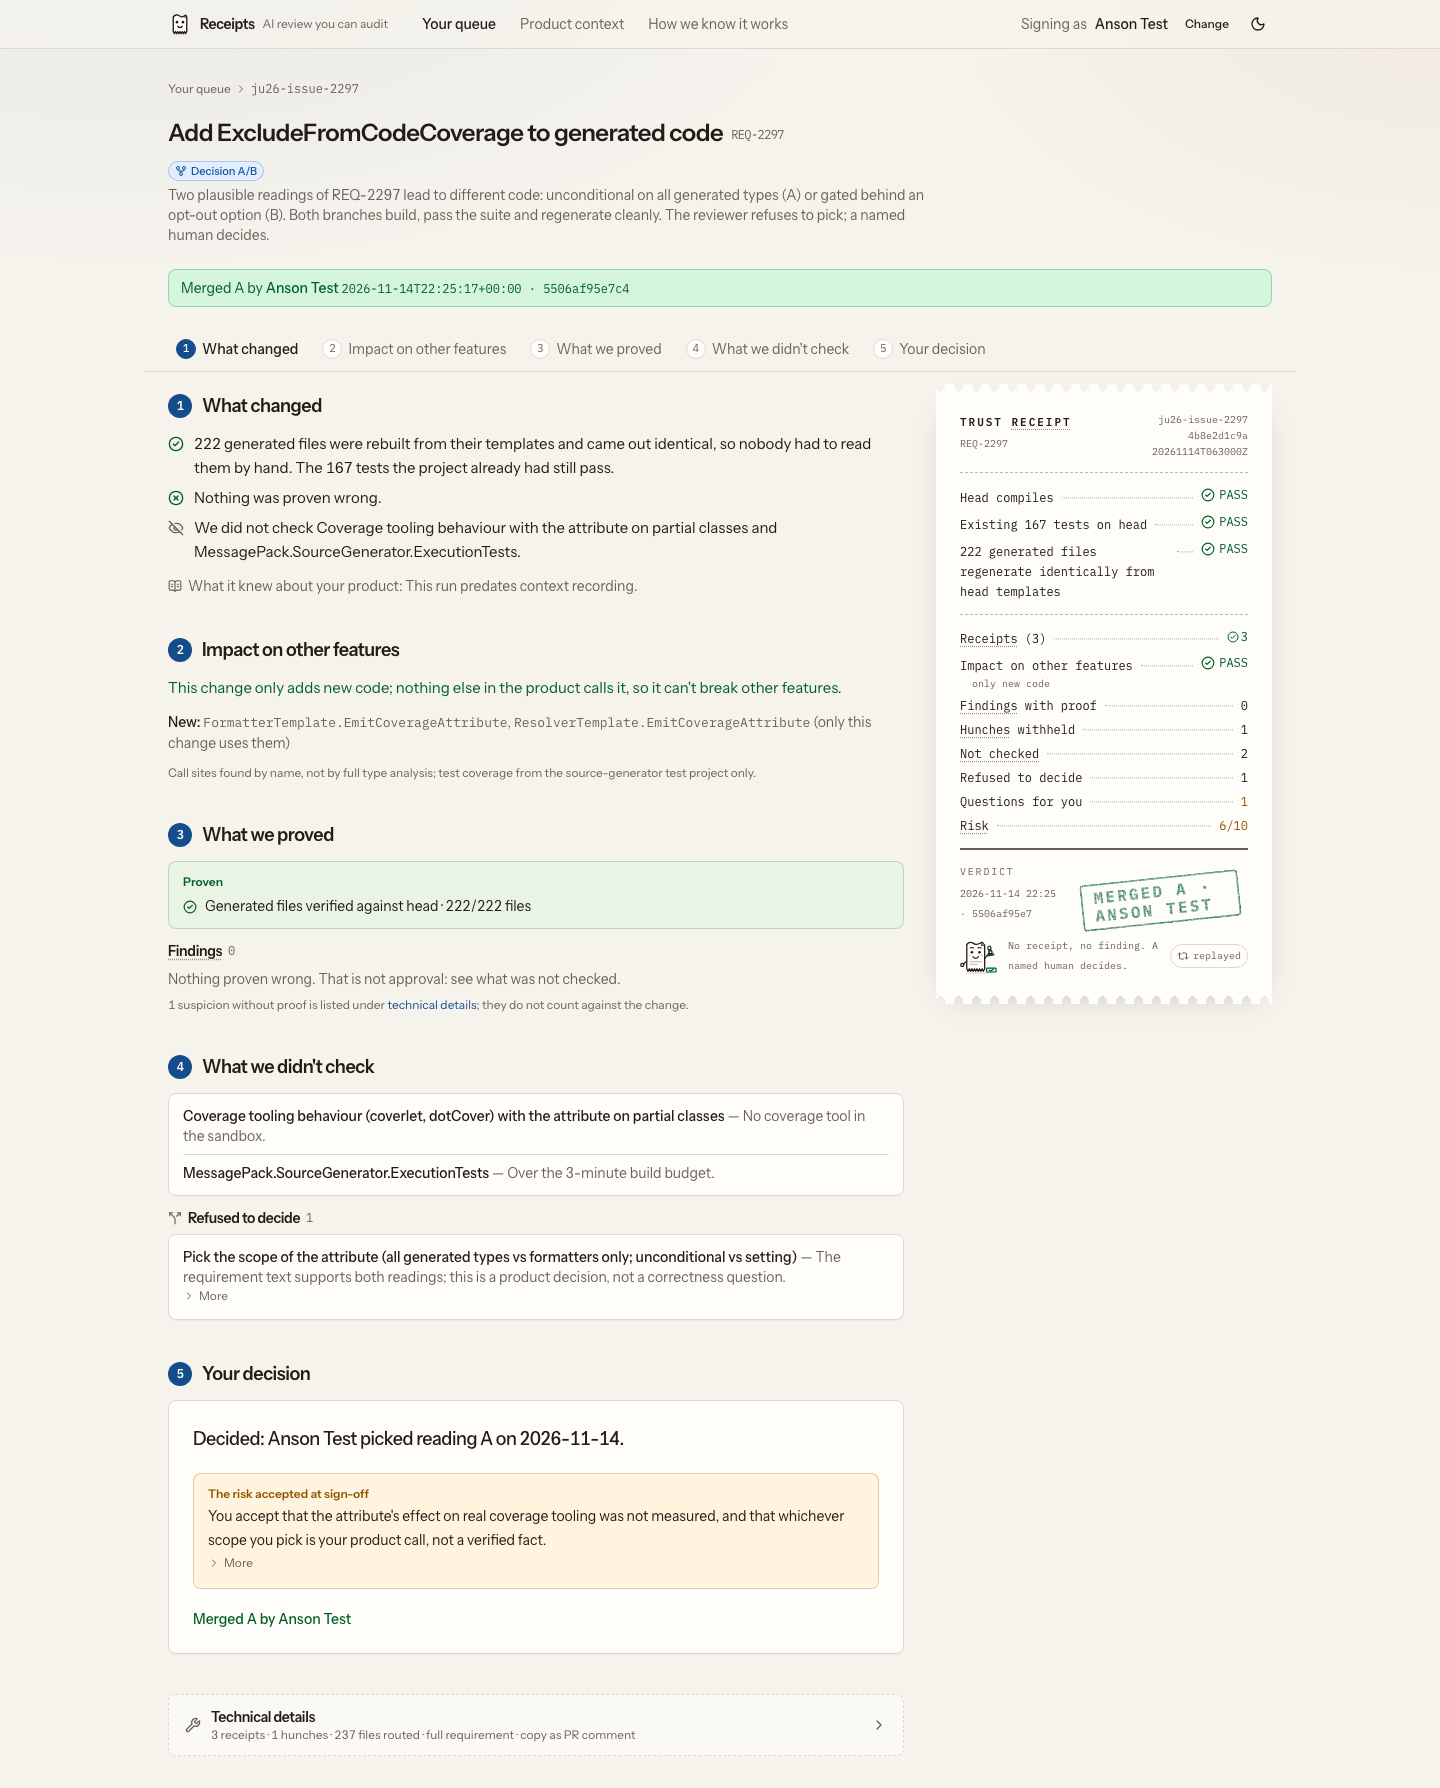 Receipts AI review you can audit Your queue Product context How we know it works Signing as Anson Test Change
Your queue > ju26-issue-2297
Add ExcludeFromCodeCoverage to generated code REQ-2297
Decision A/B
Two plausible readings of REQ-2297 lead to different code: unconditional on all generated types (A) or gated behind an
opt-out option (B). Both branches build, pass the suite and regenerate cleanly. The reviewer refuses to pick; a named
human decides.
Merged A by Anson Test 2026-11-14T22:25:17+00:00 · 5506af95e7c4
1 What changed 2 Impact on other features 3 What we proved 4 What we didn't check 5 Your decision
1 What changed
222 generated files were rebuilt from their templates and came out identical, so nobody had to read
them by hand. The 167 tests the project already had still pass.
Nothing was proven wrong.
We did not check Coverage tooling behaviour with the attribute on partial classes and
MessagePack.SourceGenerator.ExecutionTests.
What it knew about your product: This run predates context recording.
2 Impact on other features
This change only adds new code; nothing else in the product calls it, so it can't break other features.
New: FormatterTemplate.EmitCoverageAttribute, ResolverTemplate.EmitCoverageAttribute (only this
change uses them)
Call sites found by name, not by full type analysis; test coverage from the source-generator test project only.
3 What we proved
Proven
Generated files verified against head · 222/222 files
Findings 0
Nothing proven wrong. That is not approval: see what was not checked.
1 suspicion without proof is listed under technical details; they do not count against the change.
4 What we didn't check
Coverage tooling behaviour (coverlet, dotCover) with the attribute on partial classes — No coverage tool in
the sandbox.
MessagePack.SourceGenerator.ExecutionTests — Over the 3-minute build budget.
Refused to decide 1
Pick the scope of the attribute (all generated types vs formatters only; unconditional vs setting) — The
requirement text supports both readings; this is a product decision, not a correctness question.
> More
5 Your decision
Decided: Anson Test picked reading A on 2026-11-14.
The risk accepted at sign-off
You accept that the attribute's effect on real coverage tooling was not measured, and that whichever
scope you pick is your product call, not a verified fact.
> More
Merged A by Anson Test
Technical details
3 receipts · 1 hunches · 237 files routed · full requirement · copy as PR comment
TRUST RECEIPT
REQ-2297
ju26-issue-2297
4b8e2d1c9a
20261114T063000Z
Head compiles PASS
Existing 167 tests on head PASS
222 generated files PASS
regenerate identically from
head templates
Receipts (3) 3
Impact on other features PASS
only new code
Findings with proof 0
Hunches withheld 1
Not checked 2
Refused to decide 1
Questions for you 1
Risk 6/10
VERDICT
2026-11-14 22:25
· 5506af95e7
MERGED A ·
ANSON TEST
No receipt, no finding. A
named human decides.
replayed